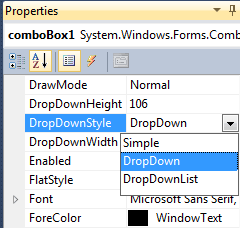 Properties
comboBox1 System.Windows.Forms.Comb
DrawMode Normal
DropDownHeight 106
DropDownStyle DropDown
DropDownWidth Simple
Enabled DropDown
FlatStyle DropDownList
Font Microsoft Sans Serif,
ForeColor WindowText